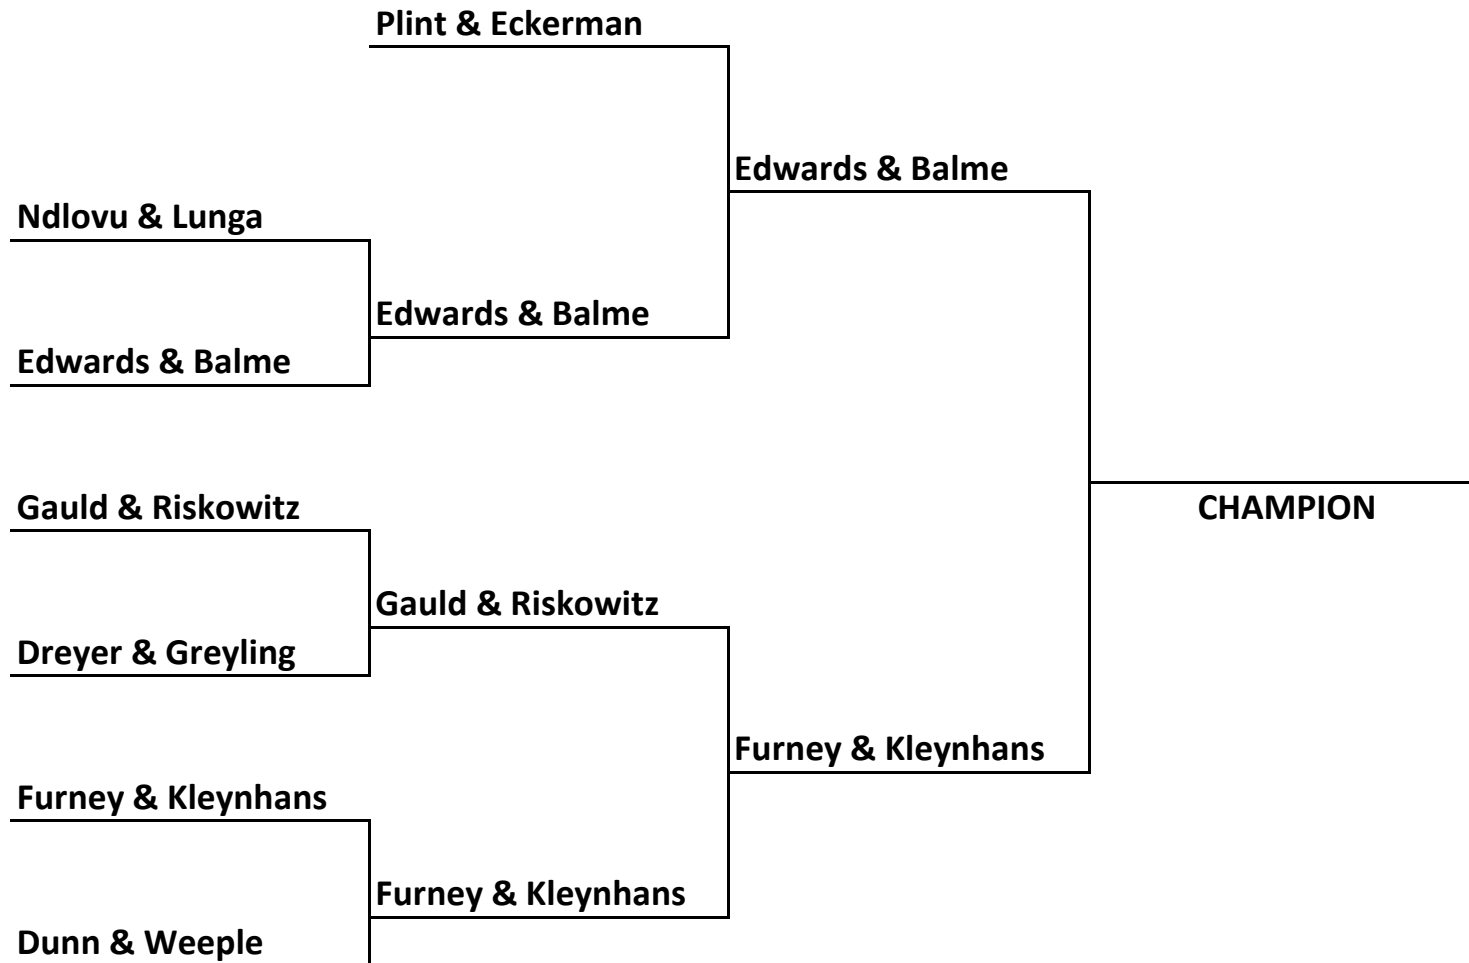 Plint & Eckerman
Edwards & Balme
Ndlovu & Lunga
Edwards & Balme
Edwards & Balme
Gauld & Riskowitz
CHAMPION
Gauld & Riskowitz
Dreyer & Greyling
Furney & Kleynhans
Furney & Kleynhans
Furney & Kleynhans
Dunn & Weeple